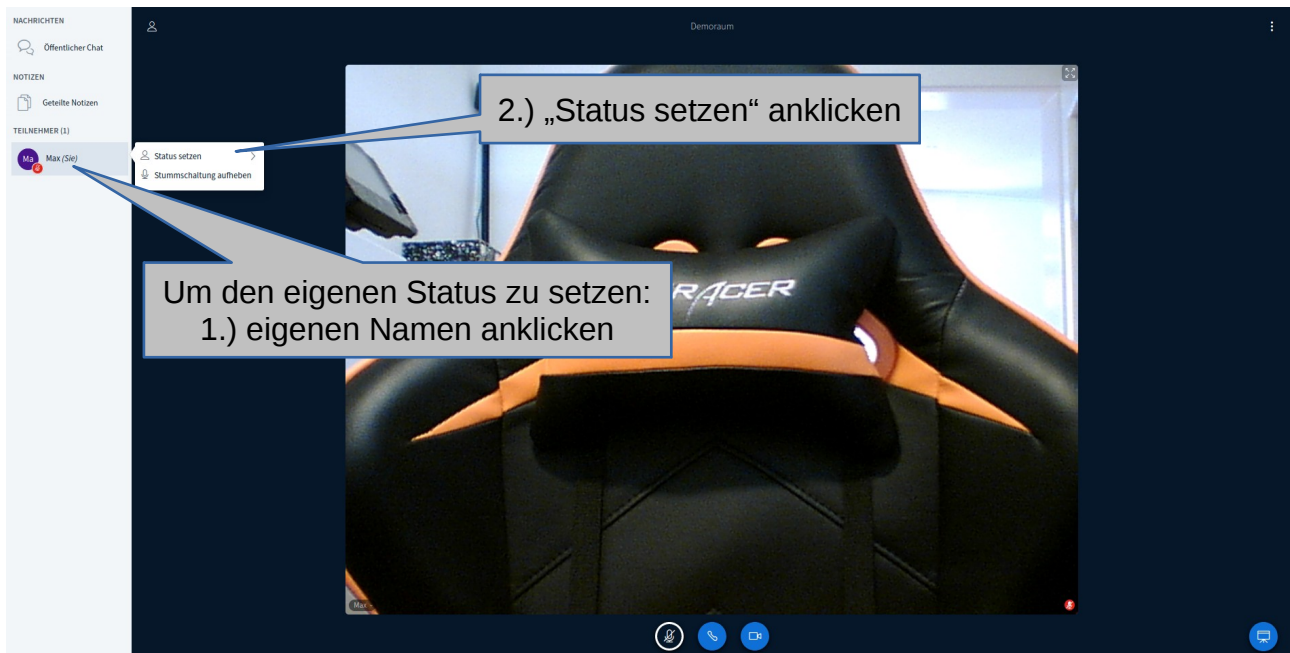 NACHRICHTEN
Öffentlicher Chat
NOTIZEN
Geteilte Notizen
TEILNEHMER (1)
Ma
Max (Sie)
Status setzen
Stummschaltung aufheben
Demoraum
2.) „Status setzen“ anklicken
Um den eigenen Status zu setzen:
1.) eigenen Namen anklicken
RACER
Max